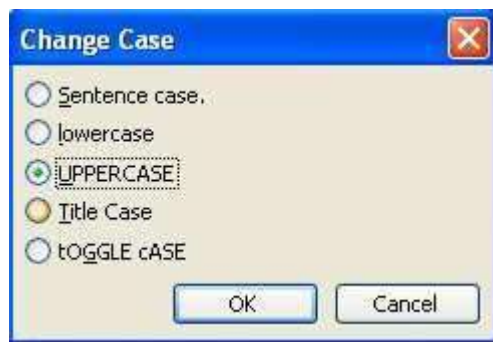 Change Case
Sentence case.
lowercase
UPPERCASE
Title Case
tOGGLE cASE
OK Cancel